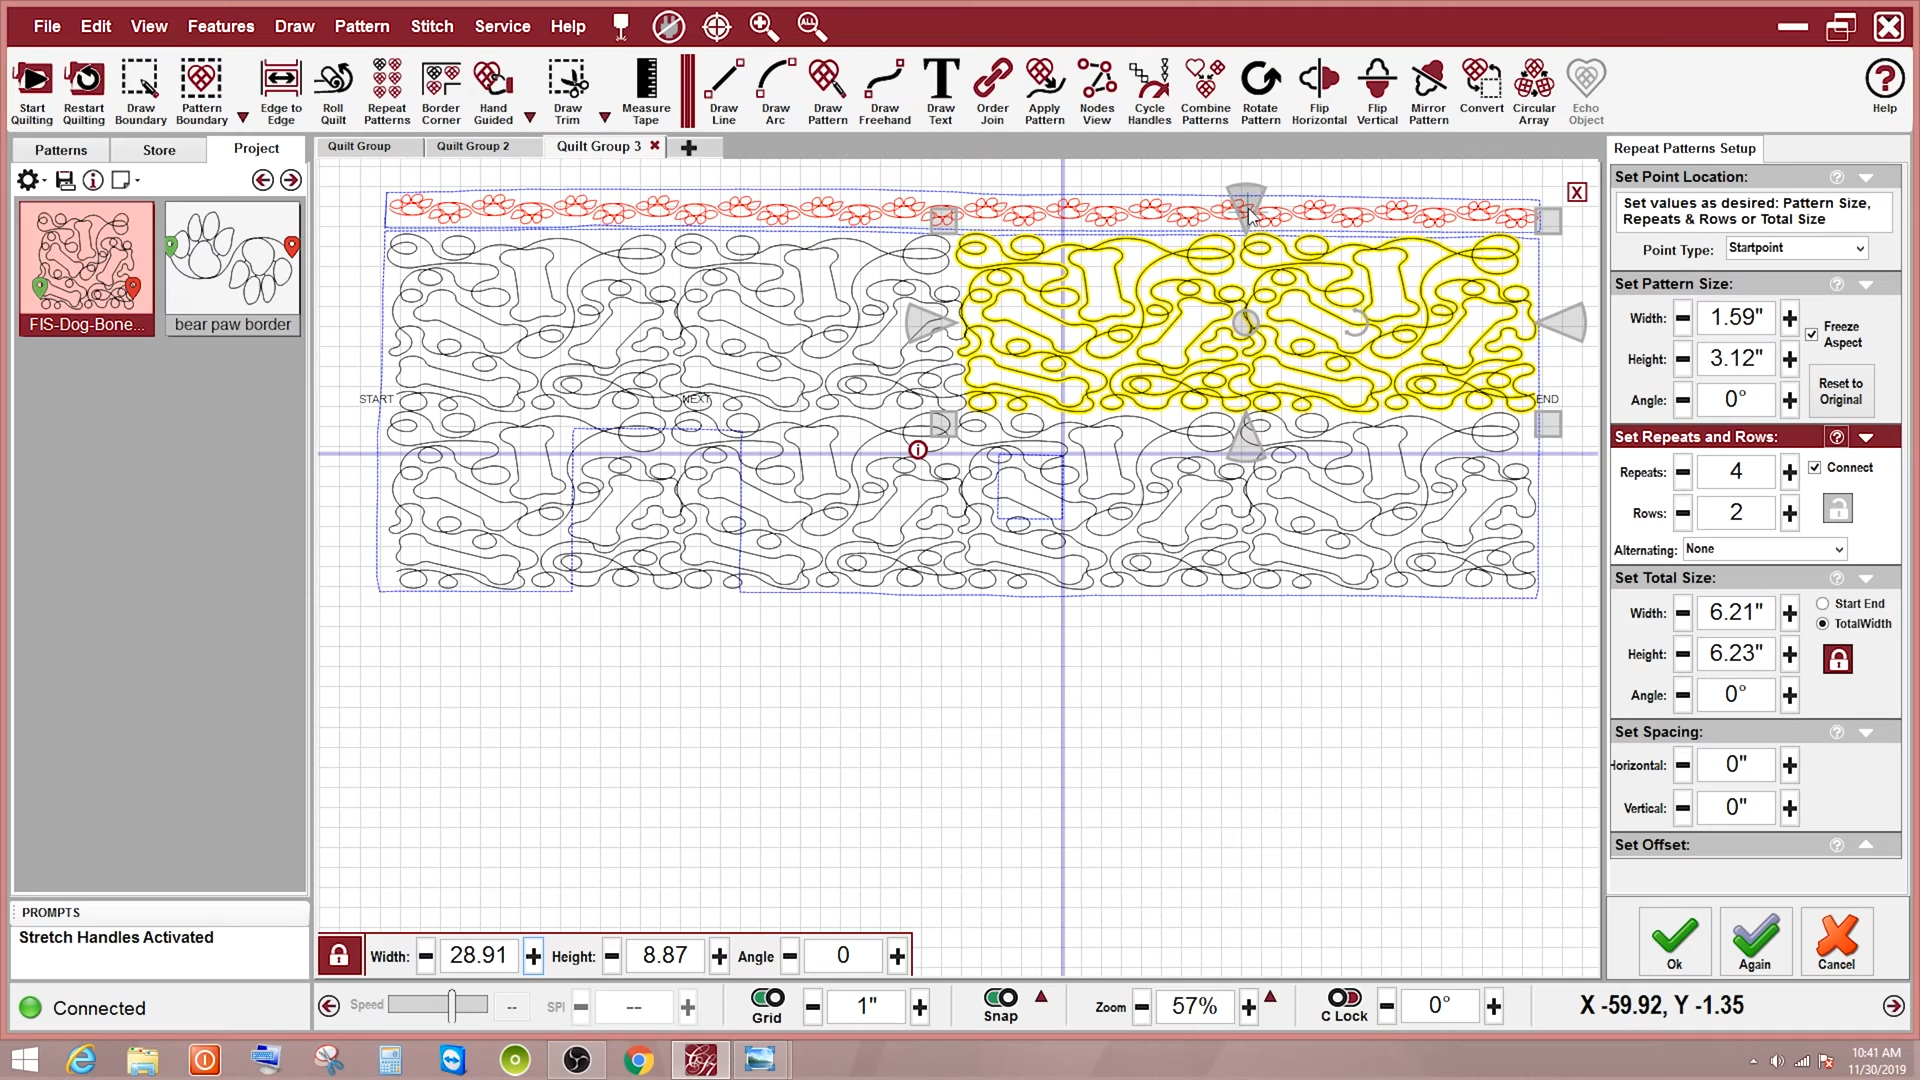 File Edit View Features Draw Pattern Stitch Service Help ALL
Start Quilting
Restart Quilting
Draw Boundary
Pattern Boundary
Edge to Edge
Roll Quilt
Repeat Patterns
Border Corner
Hand Guided
Draw Trim
Measure Tape
Draw Line
Draw Arc
Draw Pattern
Draw Freehand
Draw Text
Order Join
Apply Pattern
Nodes View
Cycle Handles
Combine Patterns
Rotate Pattern
Flip Horizontal
Flip Vertical
Mirror Pattern
Convert
Circular Array
Echo Object
Help
Patterns Store Project
Quilt Group Quilt Group 2 Quilt Group 3
FIS-Dog-Bone... bear paw border
START NEXT END
X
Repeat Patterns Setup
Set Point Location:
Set values as desired: Pattern Size,
Repeats & Rows or Total Size
Point Type: Startpoint
Set Pattern Size:
Width: 1.59"
Freeze Aspect
Height: 3.12"
Angle: 0°
Reset to Original
Set Repeats and Rows:
Repeats: 4 Connect
Rows: 2
Alternating: None
Set Total Size:
Width: 6.21" Start End
TotalWidth
Height: 6.23"
Angle: 0°
Set Spacing:
Horizontal: 0"
Vertical: 0"
Set Offset:
Ok Again Cancel
PROMPTS
Stretch Handles Activated
Width: 28.91 Height: 8.87 Angle 0
Connected
Speed -- SPI -- Grid 1" Snap Zoom 57% C Lock 0° X -59.92, Y -1.35
10:41 AM
11/30/2019